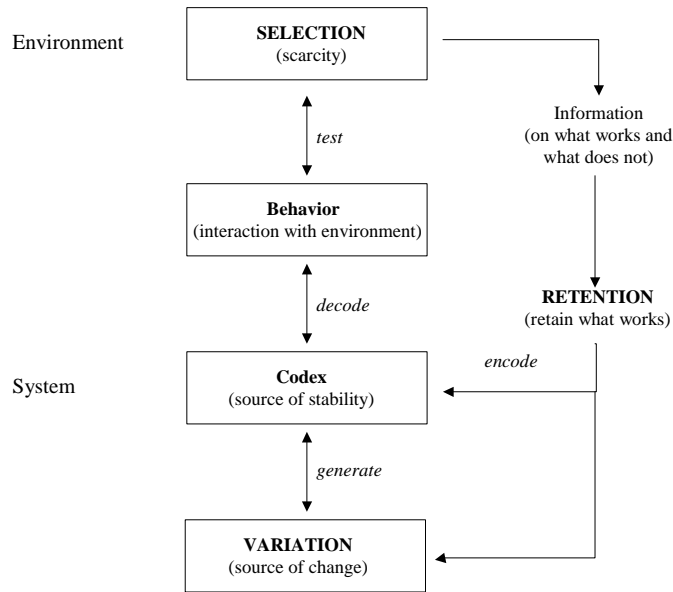 Environment
SELECTION
(scarcity)
Information
(on what works and
what does not)
test
Behavior
(interaction with environment)
decode
RETENTION
(retain what works)
encode
System
Codex
(source of stability)
generate
VARIATION
(source of change)